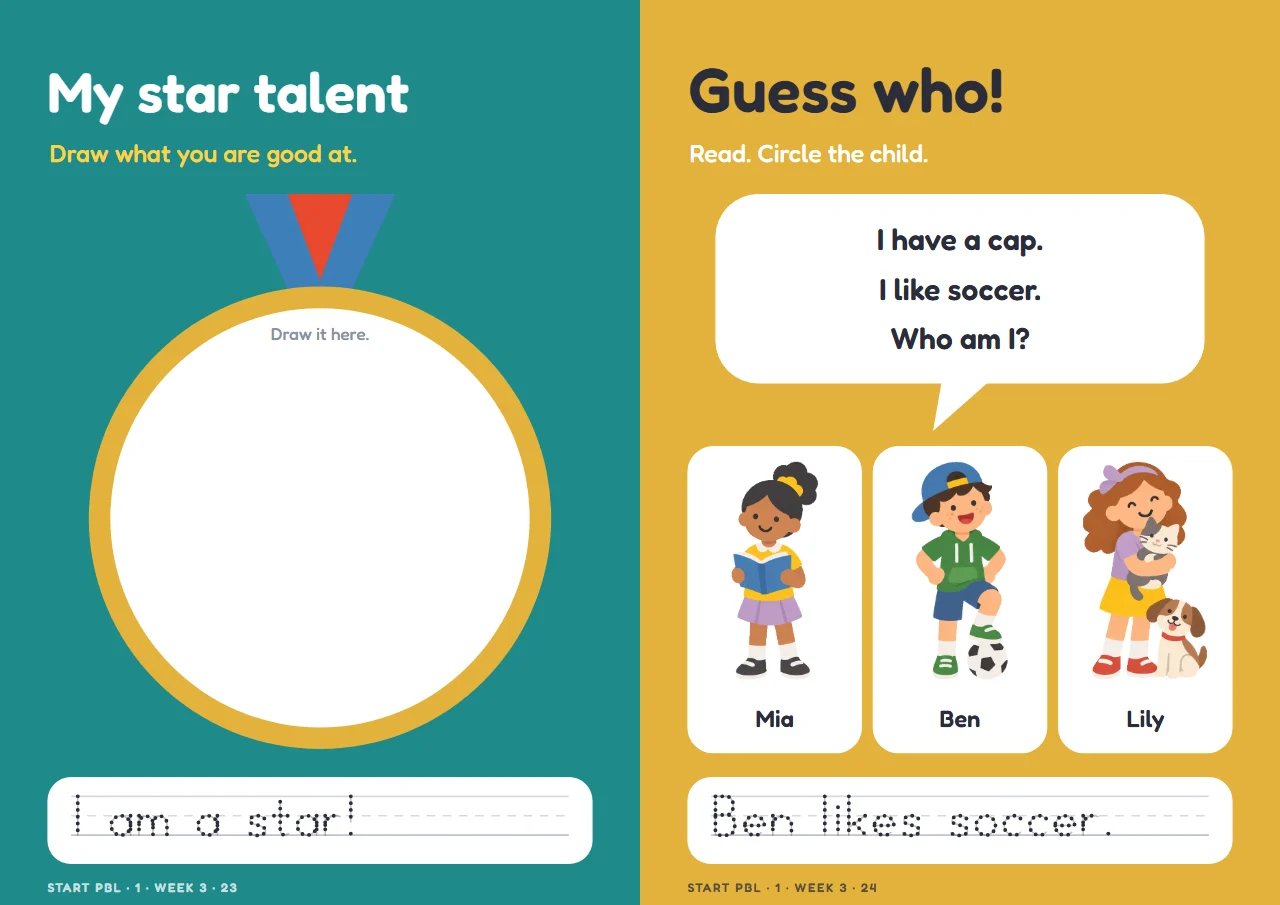 My star talent
Draw what you are good at.
Draw it here.
I am a star!
START PBL · 1 · WEEK 3 · 23
Guess who!
Read. Circle the child.
I have a cap.
I like soccer.
Who am I?
Mia
Ben
Lily
Ben likes soccer.
START PBL · 1 · WEEK 3 · 24